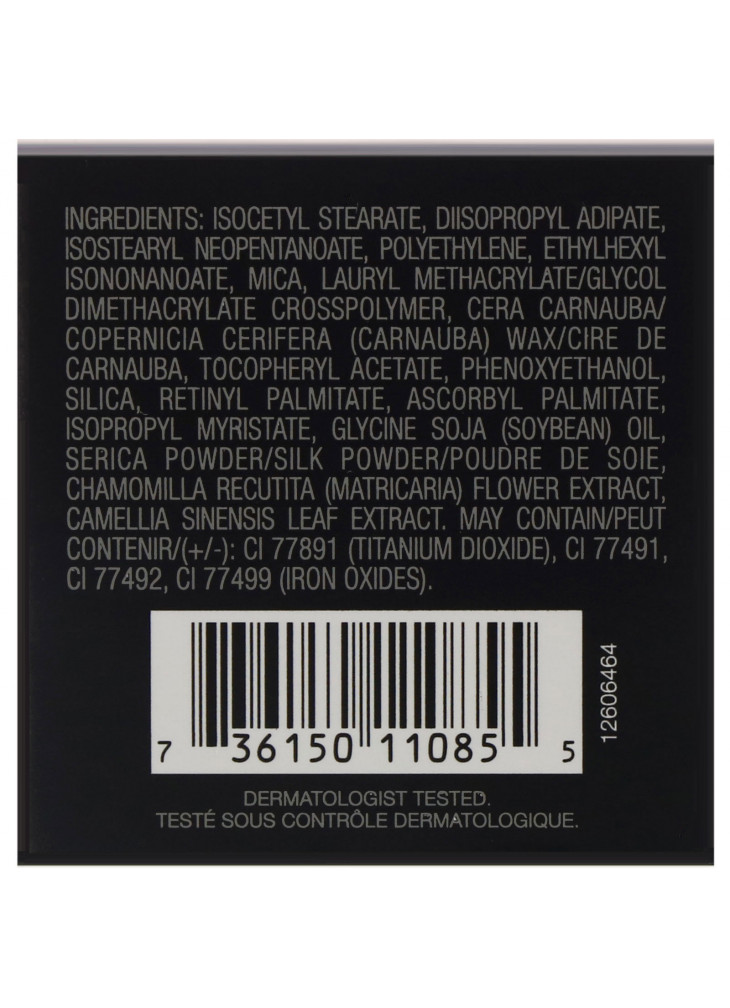 INGREDIENTS: ISOCETYL STEARATE, DIISOPROPYL ADIPATE,
ISOSTEARYL NEOPENTANOATE, POLYETHYLENE, ETHYLHEXYL
ISONONANOATE, MICA, LAURYL METHACRYLATE/GLYCOL
DIMETHACRYLATE CROSSPOLYMER, CERA CARNAUBA/
COPERNICIA CERIFERA (CARNAUBA) WAX/CIRE DE
CARNAUBA, TOCOPHERYL ACETATE, PHENOXYETHANOL,
SILICA, RETINYL PALMITATE, ASCORBYL PALMITATE,
ISOPROPYL MYRISTATE, GLYCINE SOJA (SOYBEAN) OIL,
SERICA POWDER/SILK POWDER/POUDRE DE SOIE,
CHAMOMILLA RECUTITA (MATRICARIA) FLOWER EXTRACT,
CAMELLIA SINENSIS LEAF EXTRACT. MAY CONTAIN/PEUT
CONTENIR/(+/-): CI 77891 (TITANIUM DIOXIDE), CI 77491,
CI 77492, CI 77499 (IRON OXIDES).
7 36150 11085 5
12606464
DERMATOLOGIST TESTED.
TESTÉ SOUS CONTRÔLE DERMATOLOGIQUE.